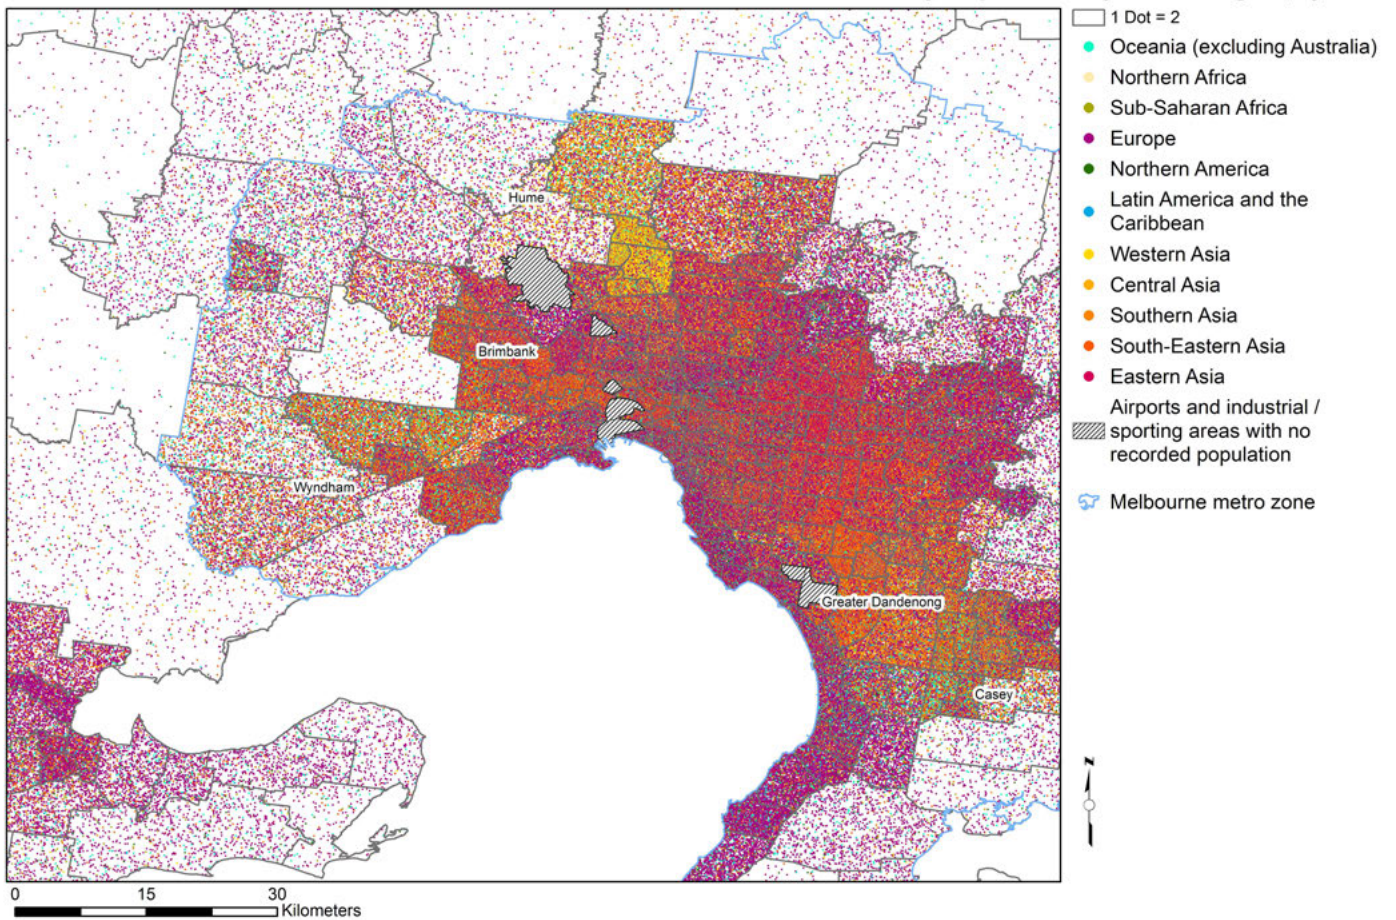 1 Dot = 2
Oceania (excluding Australia)
Northern Africa
Sub-Saharan Africa
Europe
Northern America
Latin America and the
Caribbean
Western Asia
Central Asia
Southern Asia
South-Eastern Asia
Eastern Asia
Airports and industrial /
sporting areas with no
recorded population
Melbourne metro zone
Hume
Brimbank
Wyndham
Greater Dandenong
Casey
N
0 15 30
Kilometers